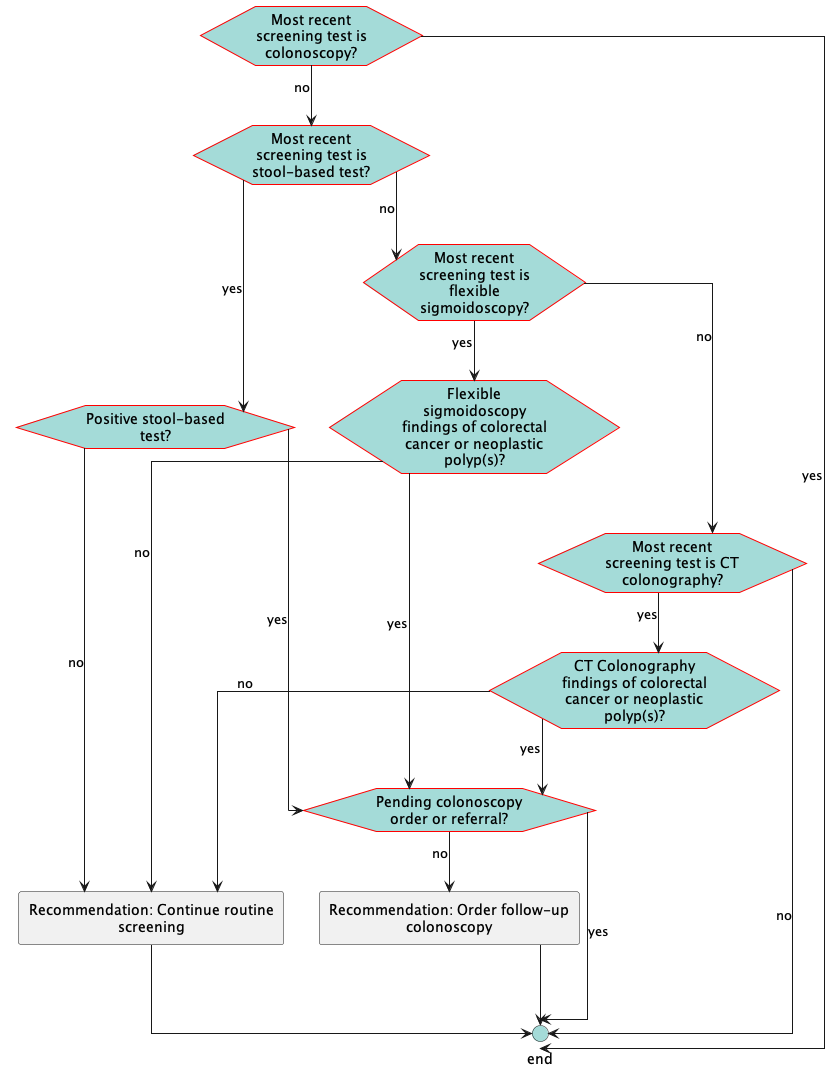 Most recent
screening test is
colonoscopy?
no
Most recent
screening test is
stool-based test?
no
Most recent
screening test is
flexible
sigmoidoscopy?
yes
no
yes
Positive stool-based
test?
Flexible
sigmoidoscopy
findings of colorectal
cancer or neoplastic
polyp(s)?
yes
no
Most recent
screening test is CT
colonography?
yes
yes
yes
no
CT Colonography
findings of colorectal
cancer or neoplastic
polyp(s)?
no
yes
Pending colonoscopy
order or referral?
no
Recommendation: Continue routine
screening
Recommendation: Order follow-up
colonoscopy
no
yes
end